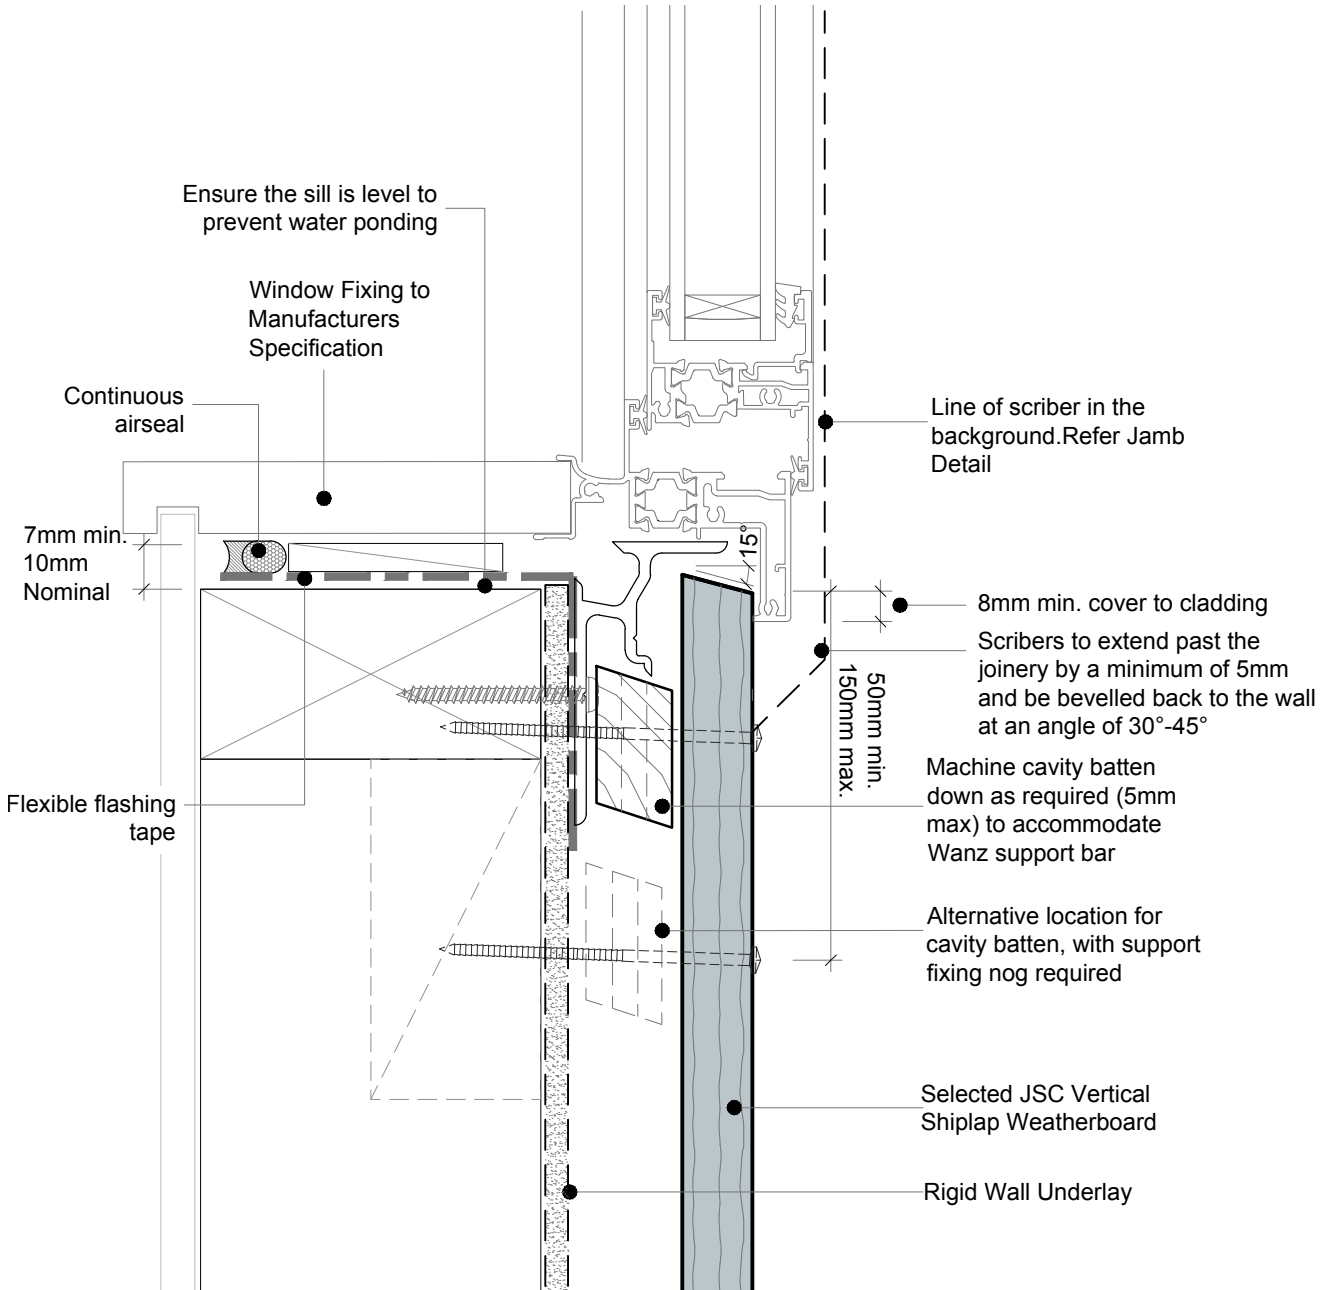 Ensure the sill is level to
prevent water ponding
Window Fixing to
Manufacturers
Specification
Continuous
airseal
7mm min.
10mm
Nominal
Flexible flashing
tape
15°
Line of scriber in the
background.Refer Jamb
Detail
8mm min. cover to cladding
Scribers to extend past the
joinery by a minimum of 5mm
and be bevelled back to the wall
at an angle of 30°-45°
50mm min.
150mm max.
Machine cavity batten
down as required (5mm
max) to accommodate
Wanz support bar
Alternative location for
cavity batten, with support
fixing nog required
Selected JSC Vertical
Shiplap Weatherboard
Rigid Wall Underlay